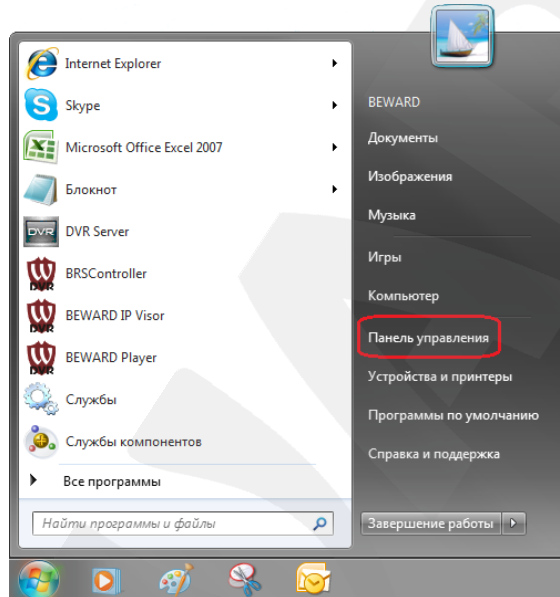 Internet Explorer
Skype
Microsoft Office Excel 2007
Блокнот
DVR Server
BRSController
BEWARD IP Visor
BEWARD Player
Службы
Службы компонентов
Все программы
Найти программы и файлы
BEWARD
Документы
Изображения
Музыка
Игры
Компьютер
Панель управления
Устройства и принтеры
Программы по умолчанию
Справка и поддержка
Завершение работы